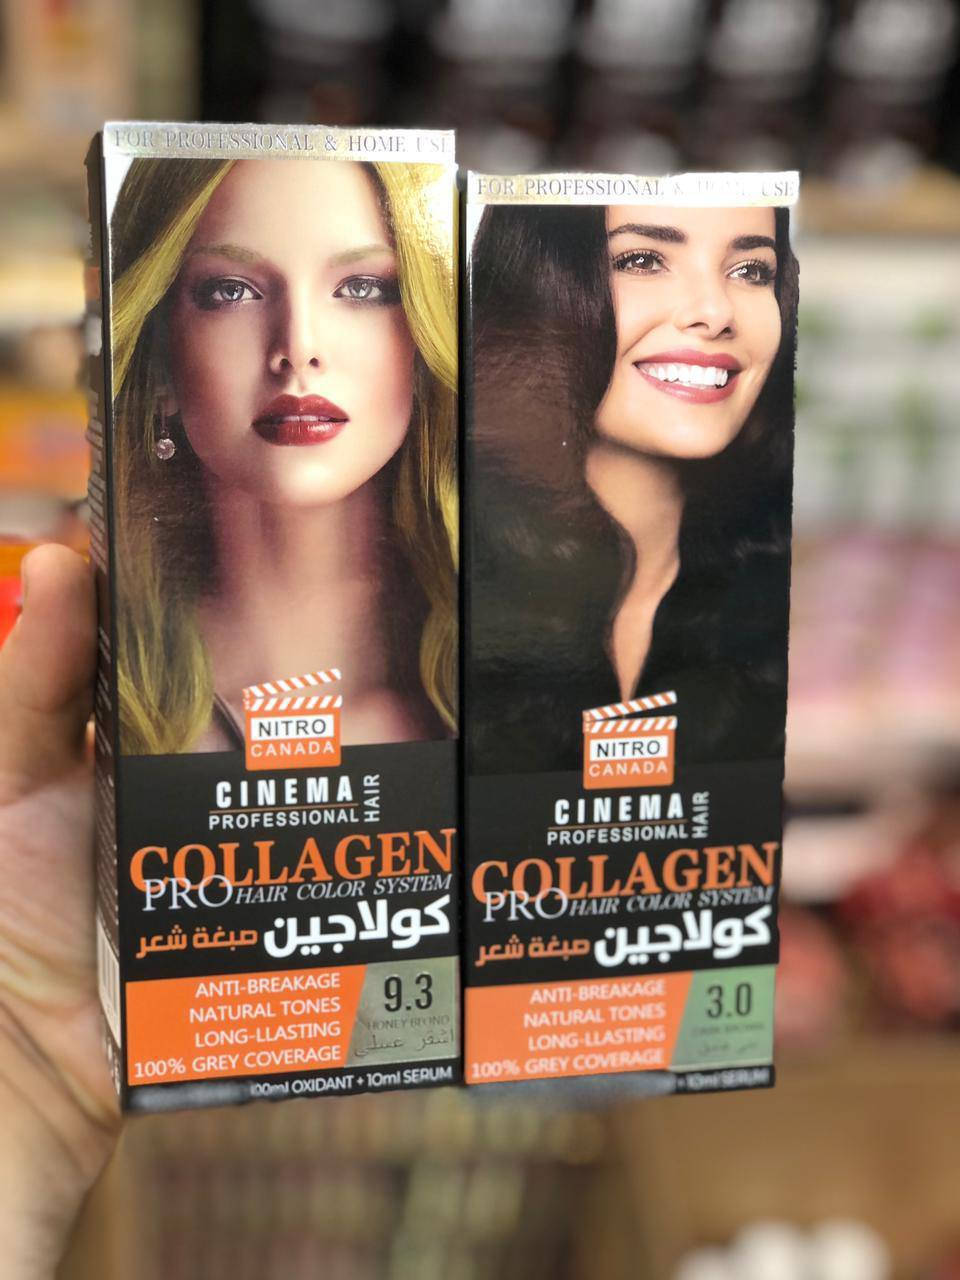 FOR PROFESSIONAL & HOME USE
NITRO
CANADA
CINEMA
PROFESSIONAL
HAIR
COLLAGEN
PRO HAIR COLOR SYSTEM
كولاجين صبغة شعر
ANTI-BREAKAGE
NATURAL TONES
LONG-LLASTING
100% GREY COVERAGE
9.3
HONEY BLOND
أشقر عسلي
OXIDANT + 10ml SERUM
FOR PROFESSIONAL & HOME USE
NITRO
CANADA
CINEMA
PROFESSIONAL
HAIR
COLLAGEN
PRO HAIR COLOR SYSTEM
كولاجين صبغة شعر
ANTI-BREAKAGE
NATURAL TONES
LONG-LLASTING
100% GREY COVERAGE
3.0
DARK BROWN
+ 10ml SERUM